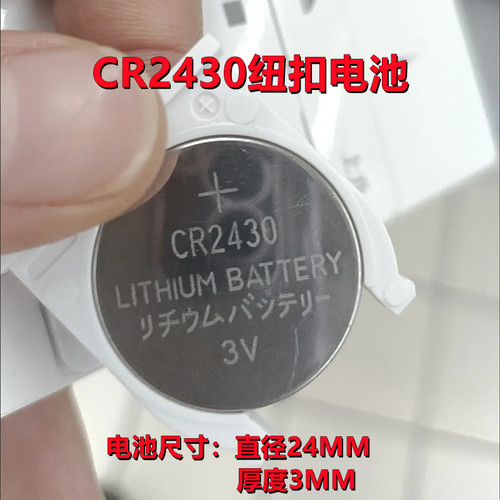 CR2430纽扣电池
+
CR2430
LITHIUM BATTERY
リチウムバッテリー
3V
电池尺寸：直径24MM
厚度3MM